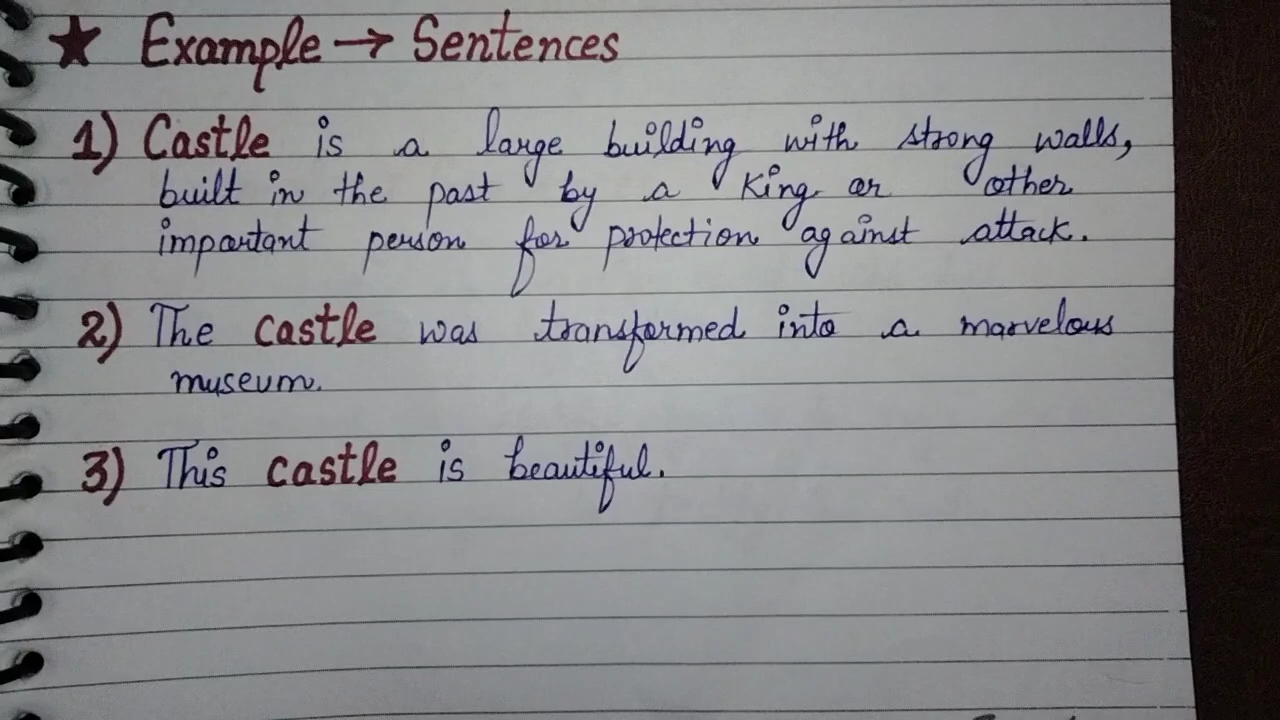 ★ Example → Sentences
1) Castle is a large building with strong walls,
built in the past by a King or other
important person for protection against attack.
2) The castle was transformed into a marvelous
museum.
3) This castle is beautiful.